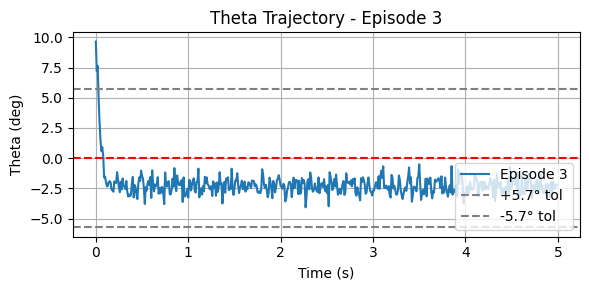 Theta Trajectory - Episode 3
Theta (deg)
10.0
7.5
5.0
2.5
0.0
−2.5
−5.0
Episode 3
+5.7° tol
-5.7° tol
0
1
2
3
4
5
Time (s)